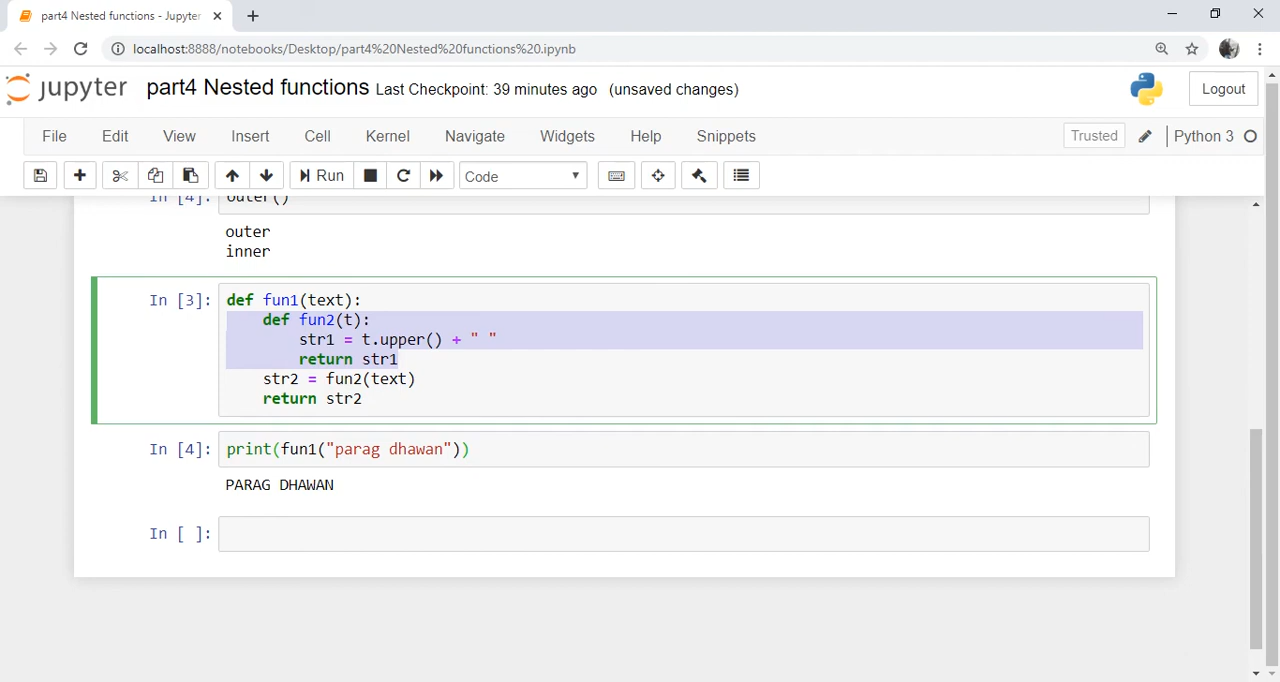 part4 Nested functions - Jupyter
localhost:8888/notebooks/Desktop/part4%20Nested%20functions%20.ipynb
jupyter part4 Nested functions Last Checkpoint: 39 minutes ago (unsaved changes) Logout
File Edit View Insert Cell Kernel Navigate Widgets Help Snippets Trusted Python 3
Run Code
In [4]: outer()
outer
inner
In [3]: def fun1(text):
def fun2(t):
str1 = t.upper() + " "
return str1
str2 = fun2(text)
return str2
In [4]: print(fun1("parag dhawan"))
PARAG DHAWAN
In [ ]: